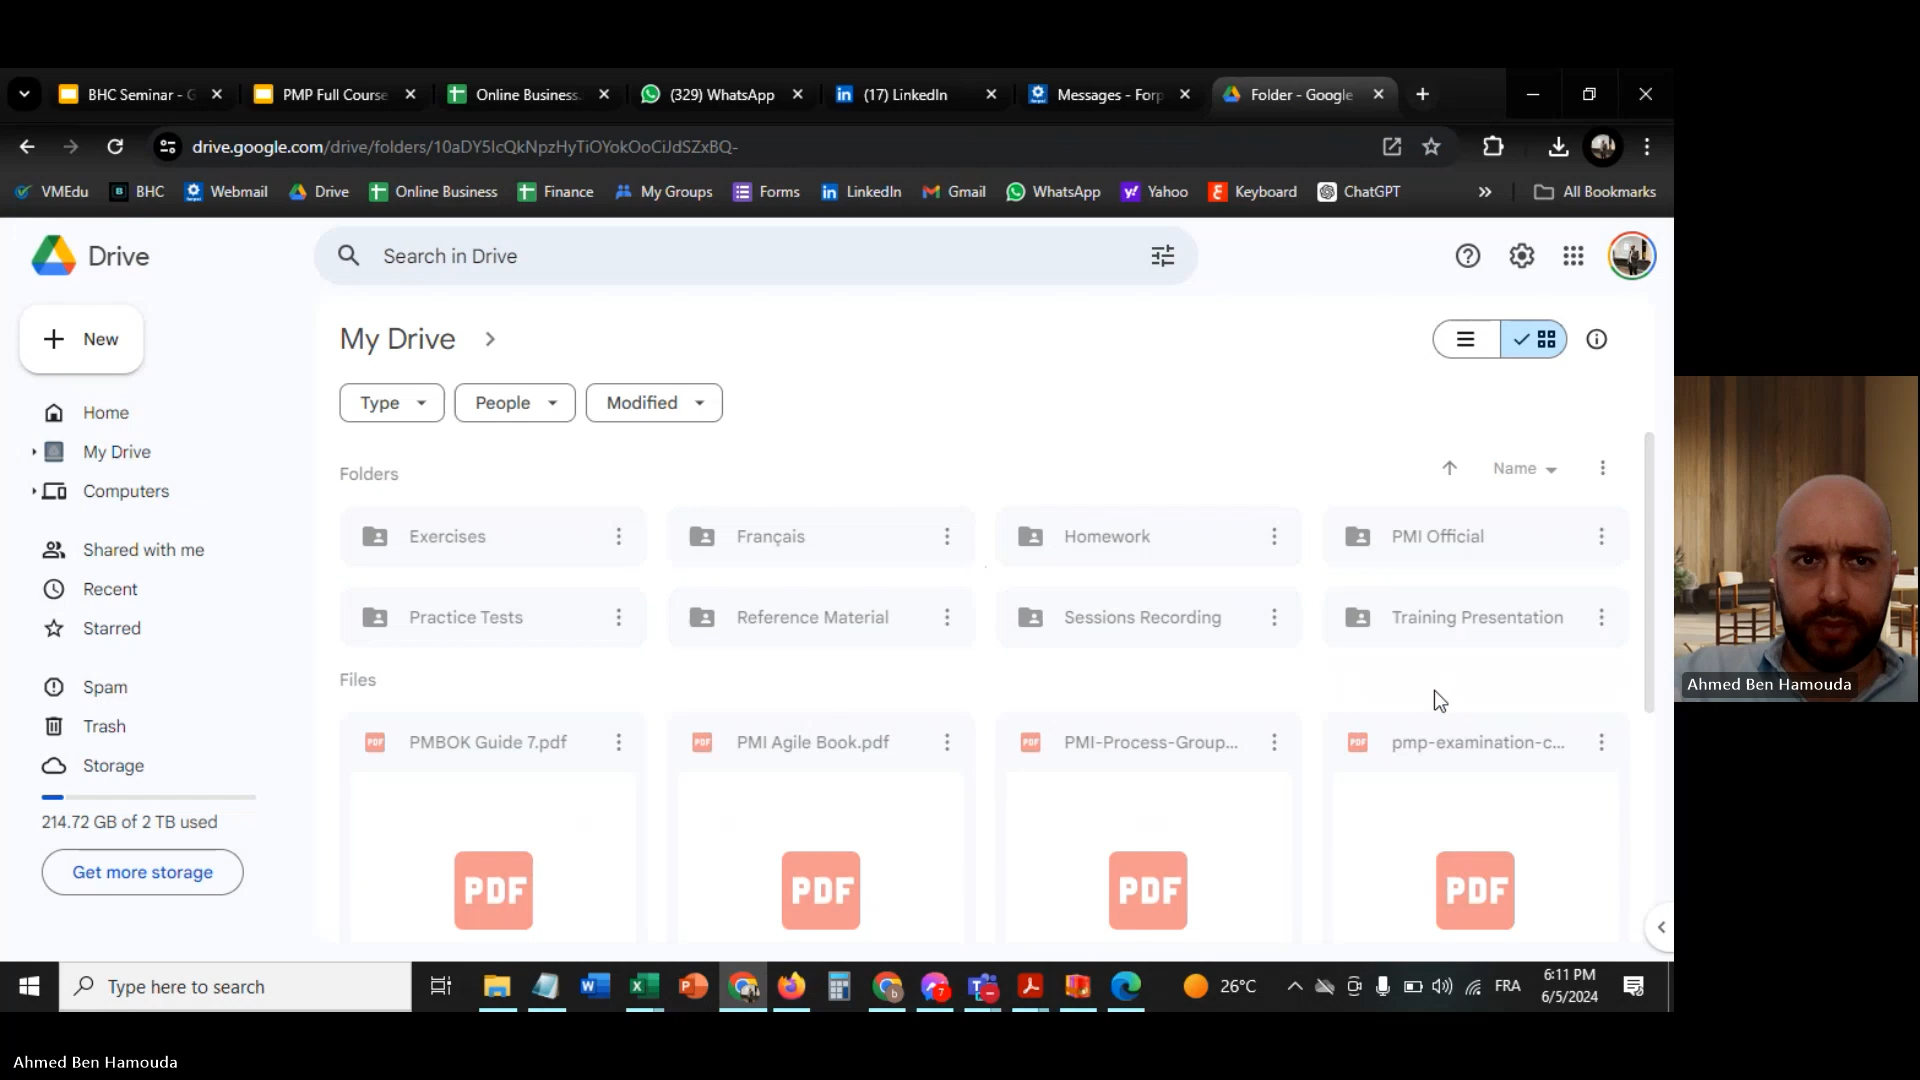 BHC Seminar - G
PMP Full Course
Online Business
(329) WhatsApp
(17) LinkedIn
Messages - Forp
Folder - Google
drive.google.com/drive/folders/10aDY5IcQkNpzHyTiOYokOoCiJdSZxBQ-
VMEdu
BHC
Webmail
Drive
Online Business
Finance
My Groups
Forms
LinkedIn
Gmail
WhatsApp
Yahoo
Keyboard
ChatGPT
All Bookmarks
Drive
Search in Drive
New
My Drive
Type
People
Modified
Home
My Drive
Computers
Shared with me
Recent
Starred
Spam
Trash
Storage
214.72 GB of 2 TB used
Get more storage
Folders
Name
Exercises
Français
Homework
PMI Official
Practice Tests
Reference Material
Sessions Recording
Training Presentation
Files
PMBOK Guide 7.pdf
PMI Agile Book.pdf
PMI-Process-Group...
pmp-examination-c...
PDF
PDF
PDF
PDF
Ahmed Ben Hamouda
Type here to search
26°C
FRA
6:11 PM
6/5/2024
Ahmed Ben Hamouda